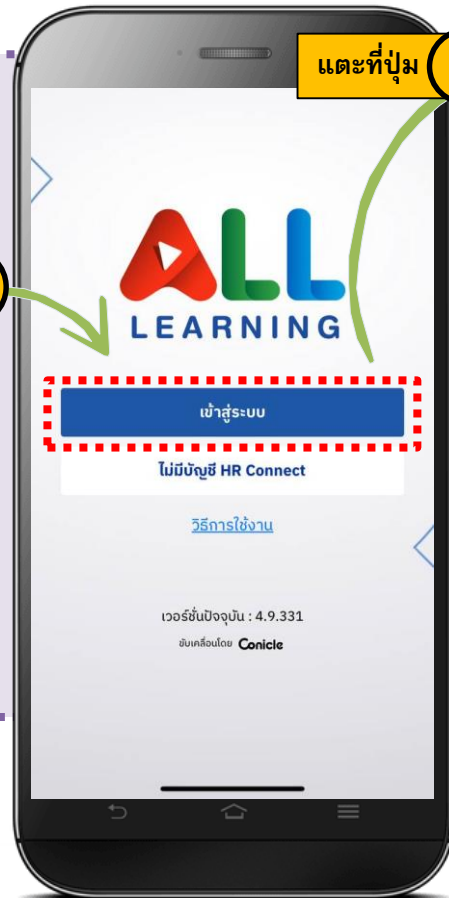 แตะที่ปุ่ม
ALL
LEARNING
เข้าสู่ระบบ
ไม่มีบัญชี HR Connect
วิธีการใช้งาน
เวอร์ชั่นปัจจุบัน : 4.9.331
ขับเคลื่อนโดย Conicle